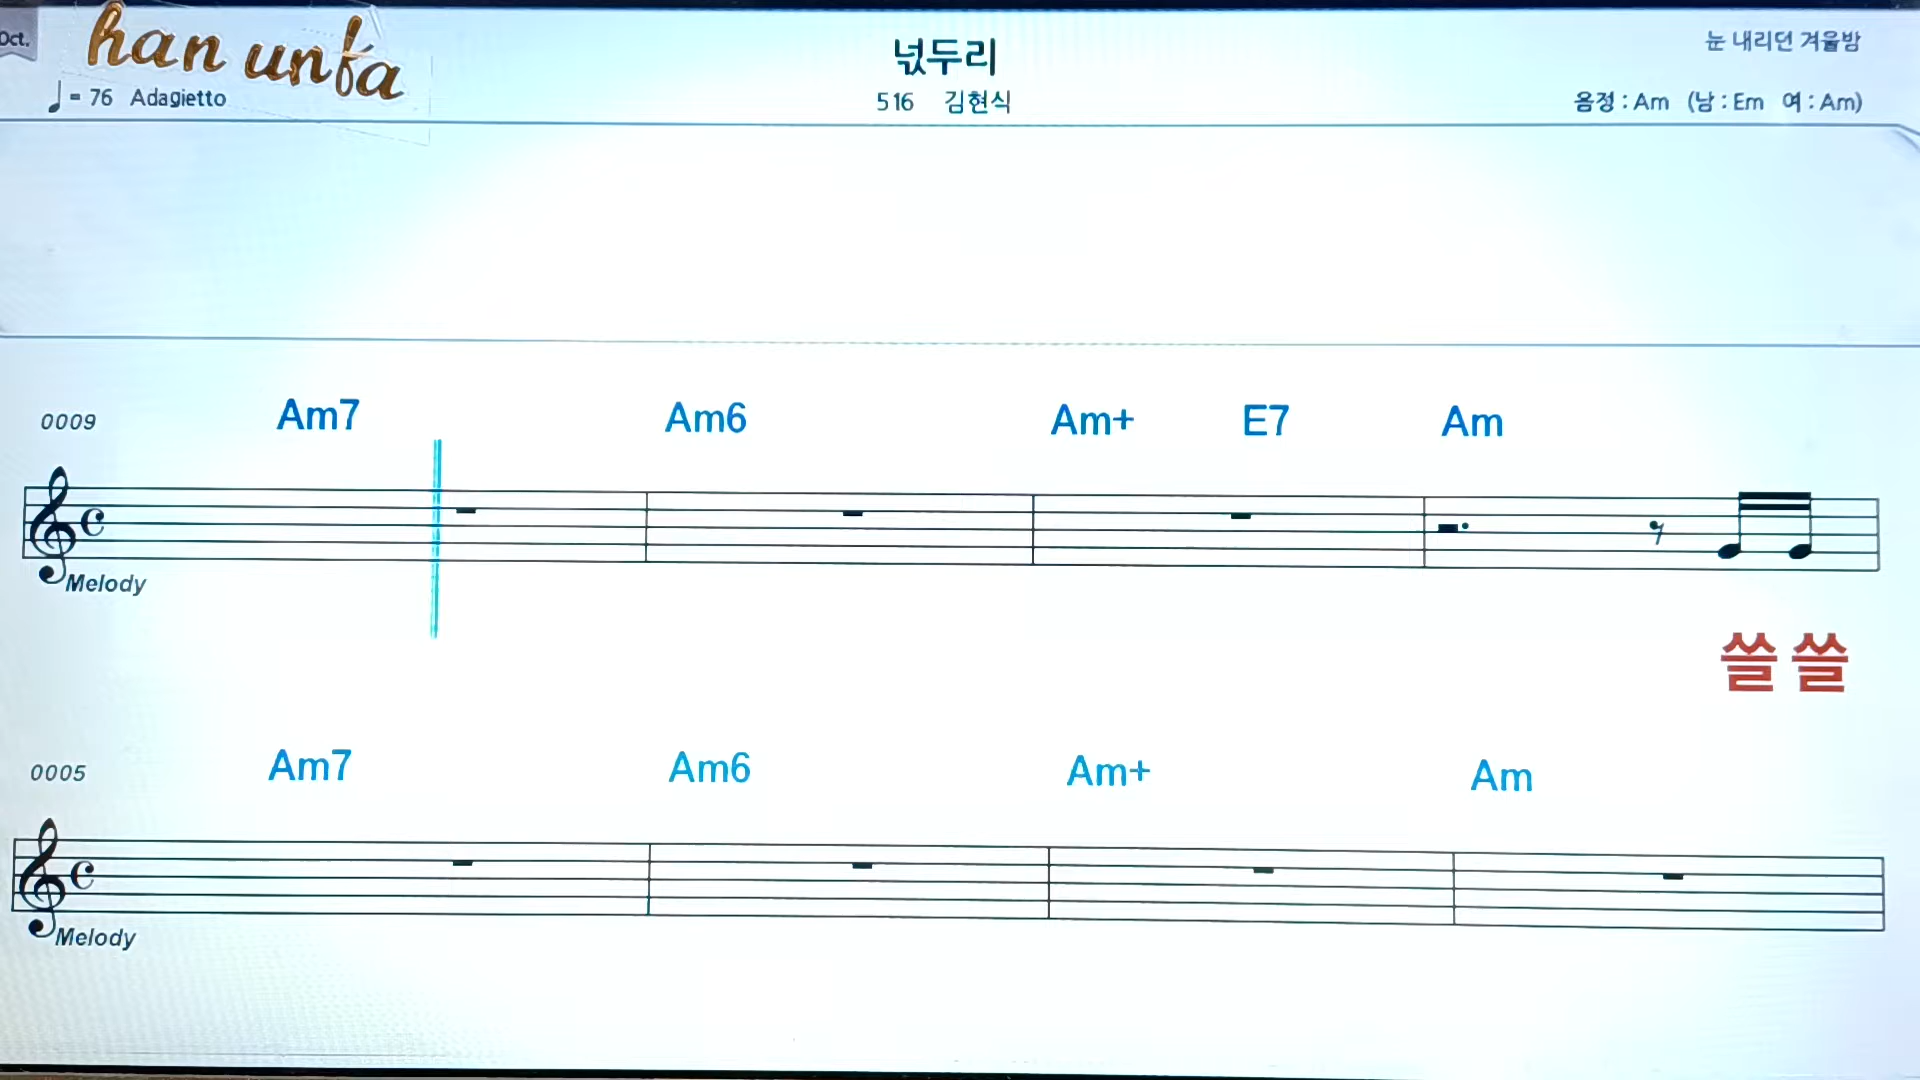 Oct.
han unfa
= 76 Adagietto
넋두리
516 김현식
눈 내리던 겨울밤
음정 : Am (남 : Em 여 : Am)
0009 Am7 Am6 Am+ E7 Am
Melody
쓸 쓸
0005 Am7 Am6 Am+ Am
Melody